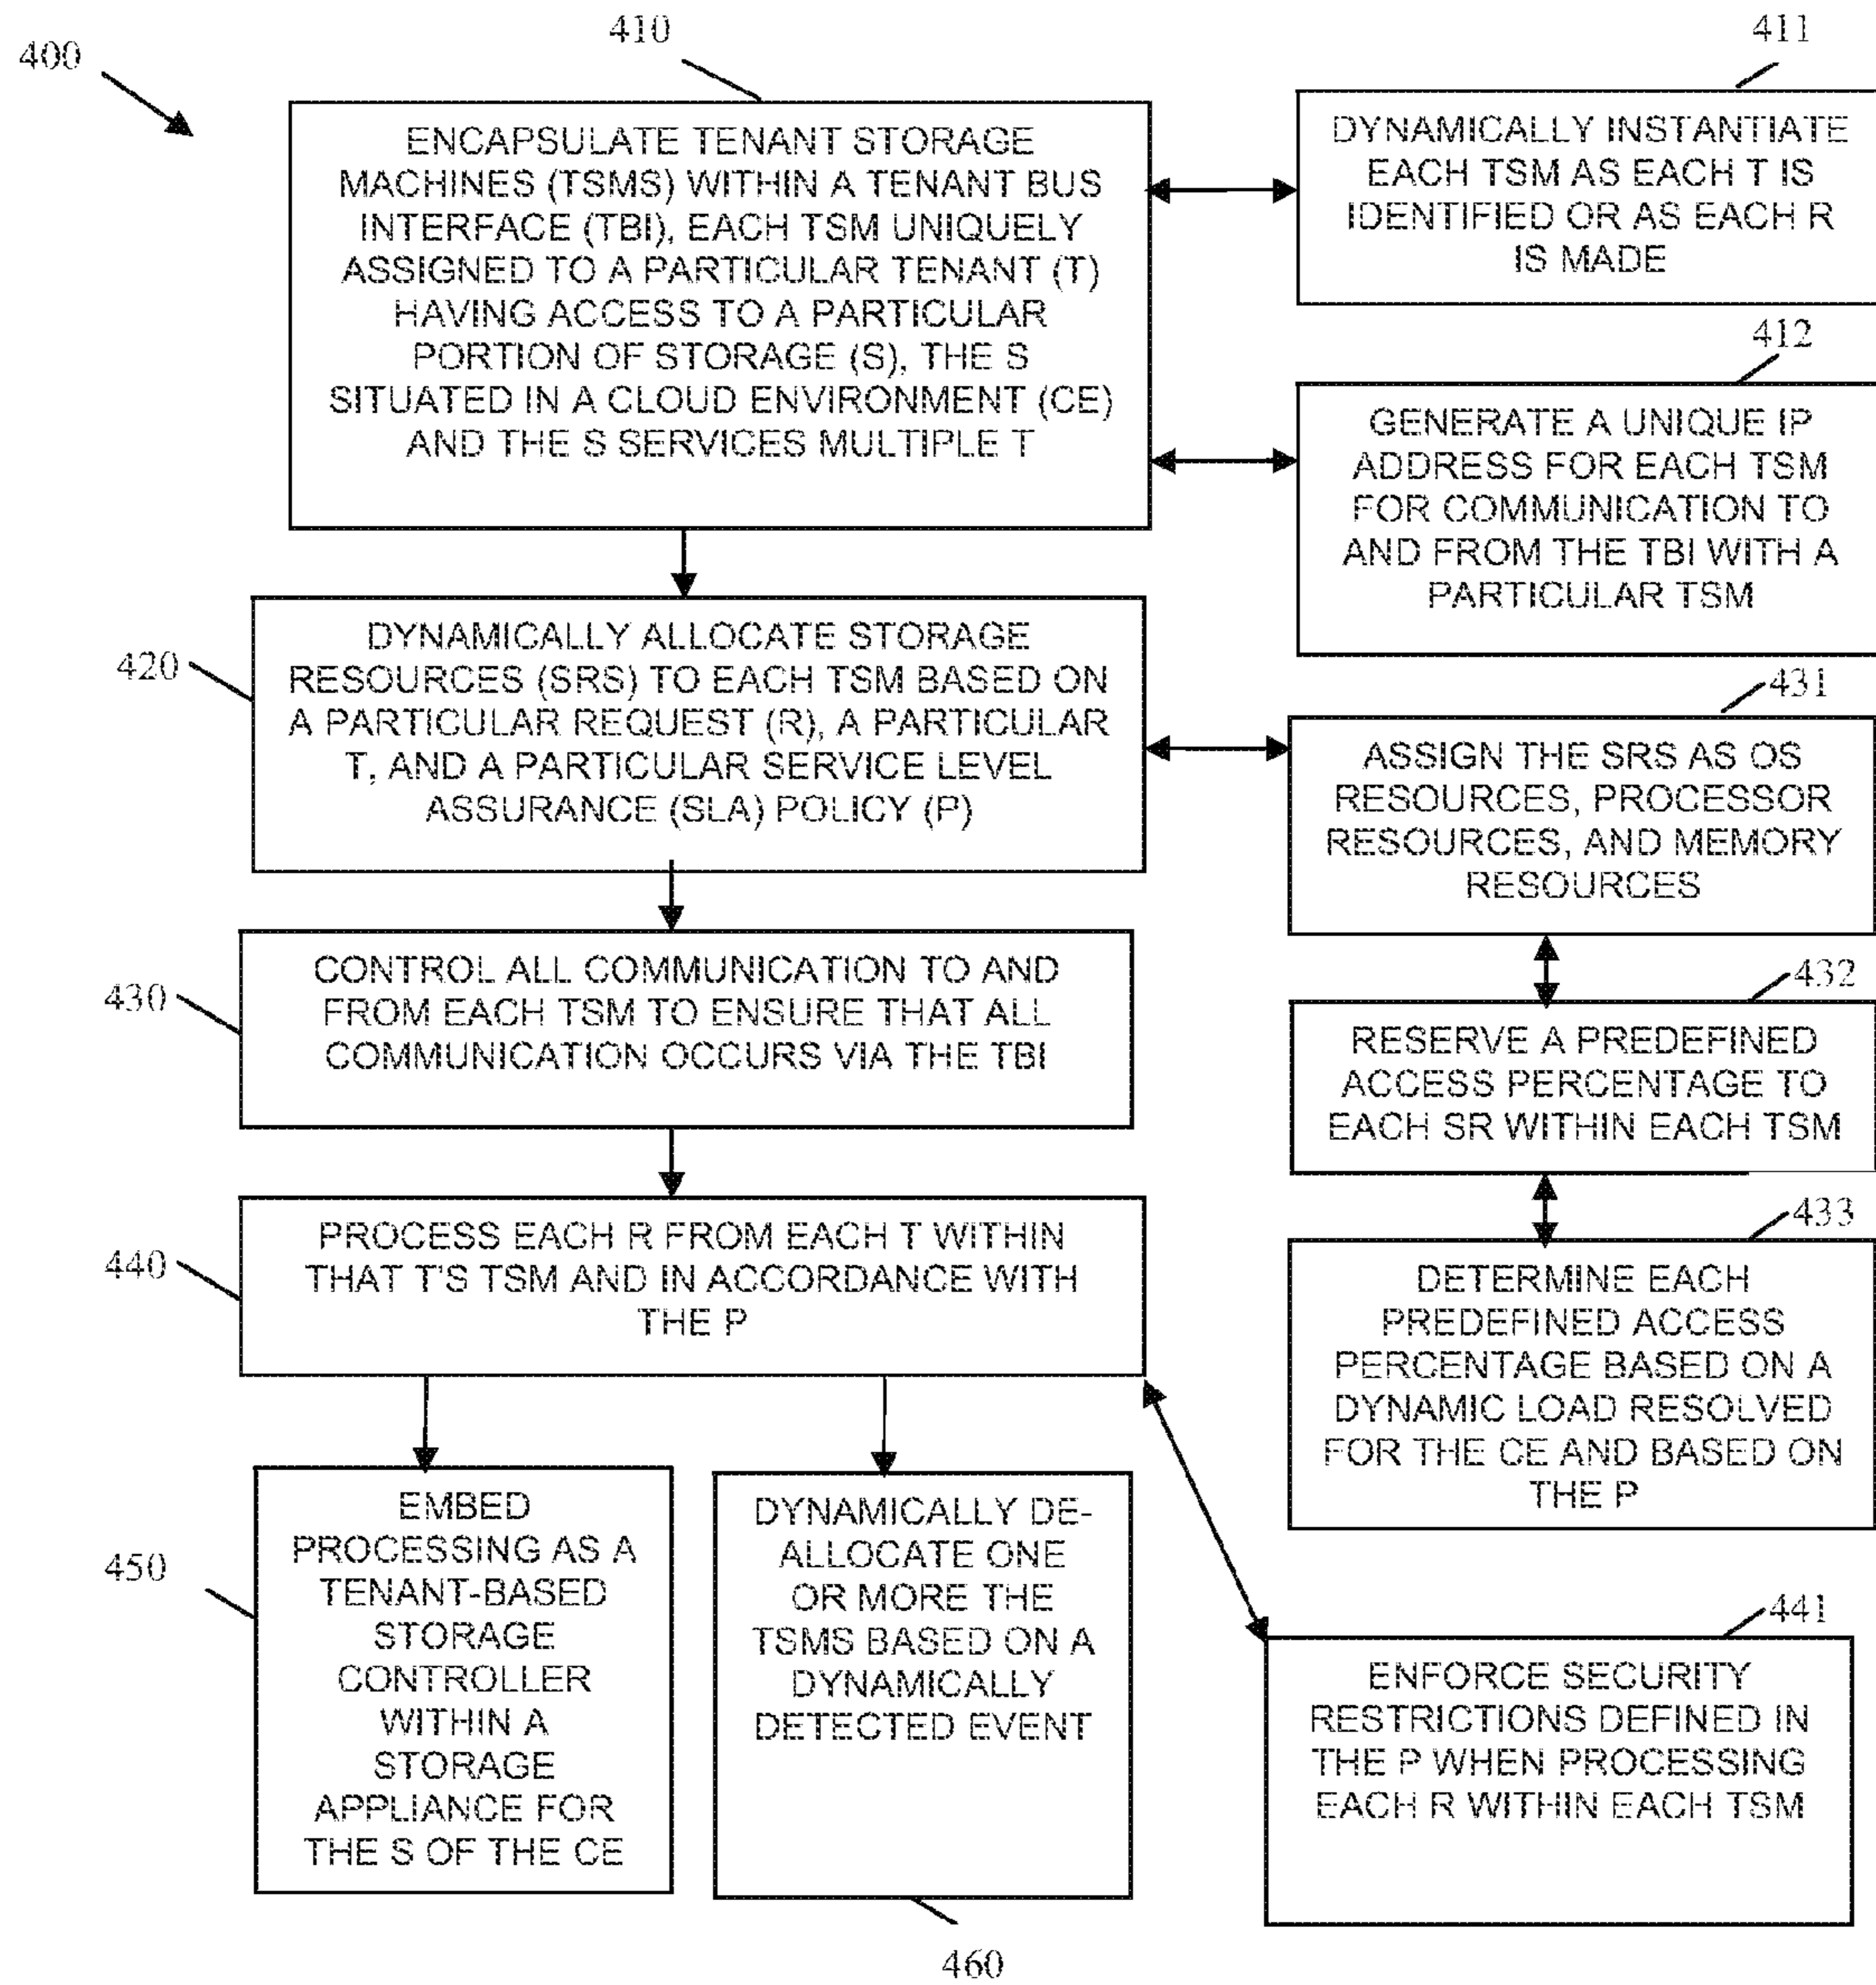 400
410
ENCAPSULATE TENANT STORAGE
MACHINES (TSMS) WITHIN A TENANT BUS
INTERFACE (TBI), EACH TSM UNIQUELY
ASSIGNED TO A PARTICULAR TENANT (T)
HAVING ACCESS TO A PARTICULAR
PORTION OF STORAGE (S), THE S
SITUATED IN A CLOUD ENVIRONMENT (CE)
AND THE S SERVICES MULTIPLE T
411
DYNAMICALLY INSTANTIATE
EACH TSM AS EACH T IS
IDENTIFIED OR AS EACH R
IS MADE
412
GENERATE A UNIQUE IP
ADDRESS FOR EACH TSM
FOR COMMUNICATION TO
AND FROM THE TBI WITH A
PARTICULAR TSM
420
DYNAMICALLY ALLOCATE STORAGE
RESOURCES (SRS) TO EACH TSM BASED ON
A PARTICULAR REQUEST (R), A PARTICULAR
T, AND A PARTICULAR SERVICE LEVEL
ASSURANCE (SLA) POLICY (P)
431
ASSIGN THE SRS AS OS
RESOURCES, PROCESSOR
RESOURCES, AND MEMORY
RESOURCES
430
CONTROL ALL COMMUNICATION TO AND
FROM EACH TSM TO ENSURE THAT ALL
COMMUNICATION OCCURS VIA THE TBI
432
RESERVE A PREDEFINED
ACCESS PERCENTAGE TO
EACH SR WITHIN EACH TSM
440
PROCESS EACH R FROM EACH T WITHIN
THAT T'S TSM AND IN ACCORDANCE WITH
THE P
433
DETERMINE EACH
PREDEFINED ACCESS
PERCENTAGE BASED ON A
DYNAMIC LOAD RESOLVED
FOR THE CE AND BASED ON
THE P
450
EMBED
PROCESSING AS A
TENANT-BASED
STORAGE
CONTROLLER
WITHIN A
STORAGE
APPLIANCE FOR
THE S OF THE CE
DYNAMICALLY DE-
ALLOCATE ONE
OR MORE THE
TSMS BASED ON A
DYNAMICALLY
DETECTED EVENT
460
441
ENFORCE SECURITY
RESTRICTIONS DEFINED IN
THE P WHEN PROCESSING
EACH R WITHIN EACH TSM